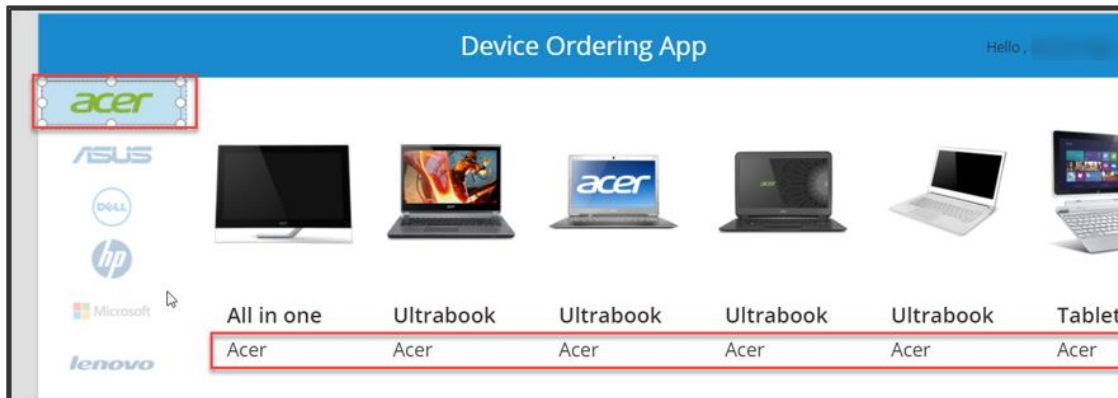 Device Ordering App
Hello ,
acer
ASUS
DELL
hp
Microsoft
lenovo
acer
All in one Ultrabook Ultrabook Ultrabook Ultrabook Tablet
Acer Acer Acer Acer Acer Acer